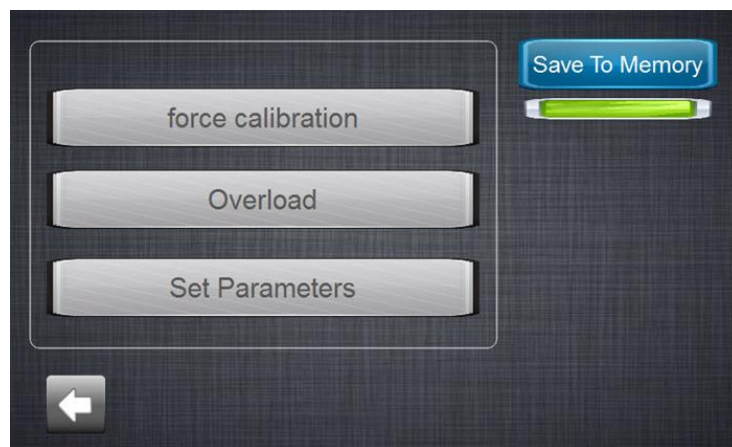 Save To Memory
force calibration
Overload
Set Parameters